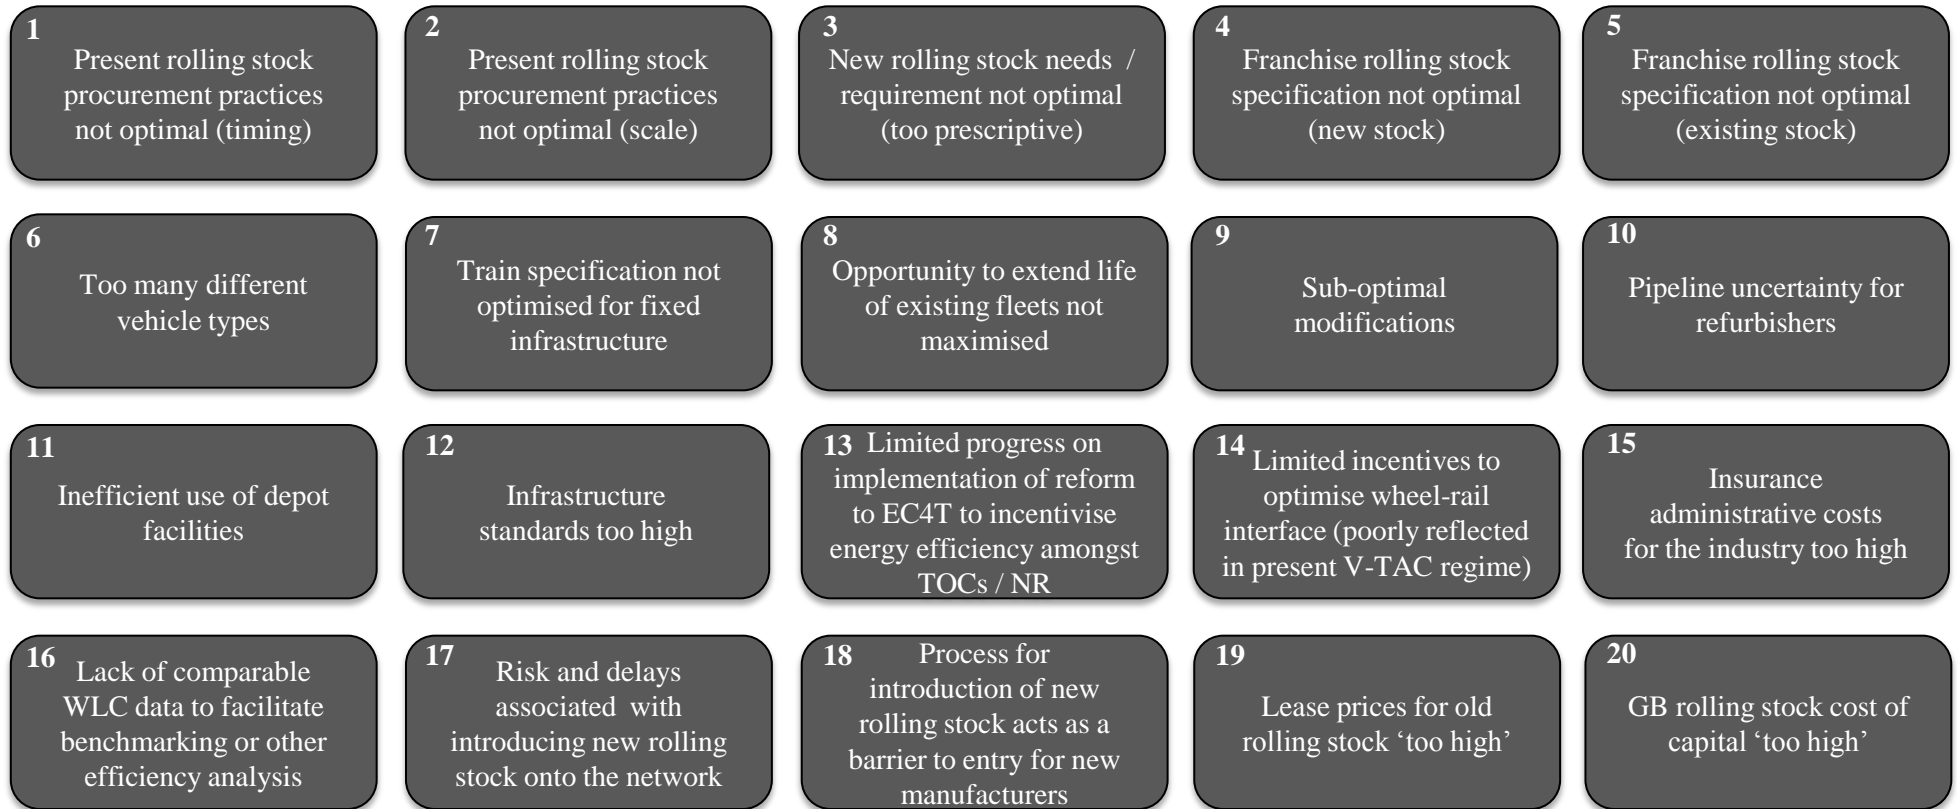 1
Present rolling stock
procurement practices
not optimal (timing)
2
Present rolling stock
procurement practices
not optimal (scale)
3
New rolling stock needs /
requirement not optimal
(too prescriptive)
4
Franchise rolling stock
specification not optimal
(new stock)
5
Franchise rolling stock
specification not optimal
(existing stock)
6
Too many different
vehicle types
7
Train specification not
optimised for fixed
infrastructure
8
Opportunity to extend life
of existing fleets not
maximised
9
Sub-optimal
modifications
10
Pipeline uncertainty for
refurbishers
11
Inefficient use of depot
facilities
12
Infrastructure
standards too high
13 Limited progress on
implementation of reform
to EC4T to incentivise
energy efficiency amongst
TOCs / NR
14
Limited incentives to
optimise wheel-rail
interface (poorly reflected
in present V-TAC regime)
15
Insurance
administrative costs
for the industry too high
16
Lack of comparable
WLC data to facilitate
benchmarking or other
efficiency analysis
17
Risk and delays
associated with
introducing new rolling
stock onto the network
18
Process for
introduction of new
rolling stock acts as a
barrier to entry for new
manufacturers
19
Lease prices for old
rolling stock ‘too high’
20
GB rolling stock cost of
capital ‘too high’